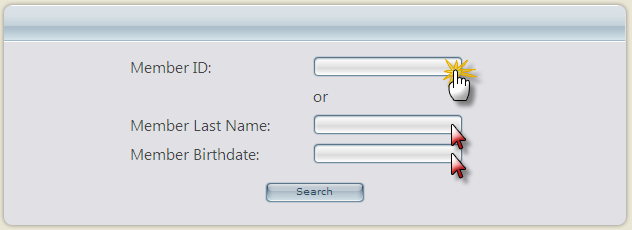 Member ID:
or
Member Last Name:
Member Birthdate:
Search